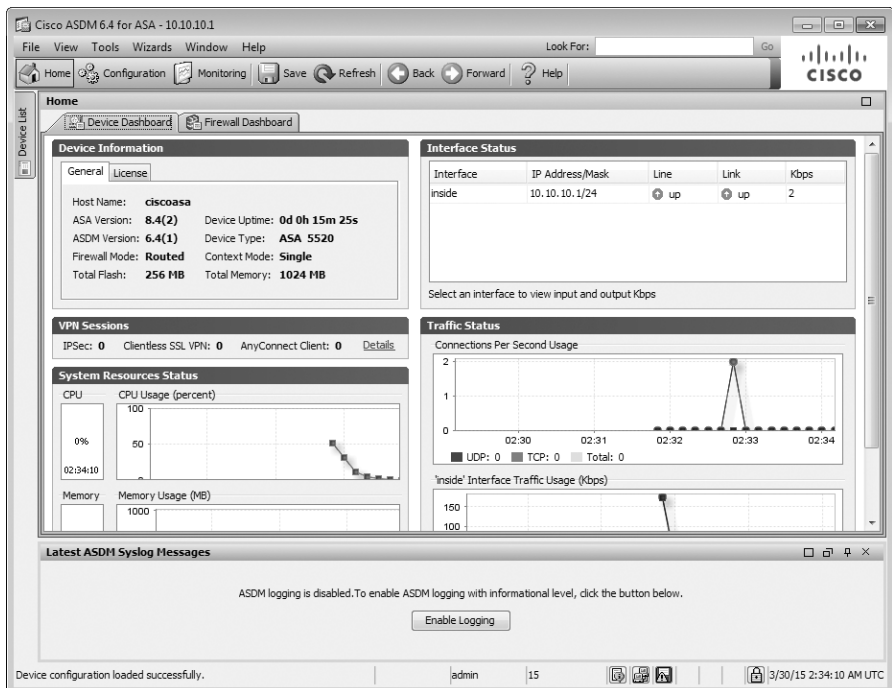 Cisco ASDM 6.4 for ASA - 10.10.10.1
File View Tools Wizards Window Help Look For: Go
Home Configuration Monitoring Save Refresh Back Forward Help
CISCO
Device List
Home
Device Dashboard Firewall Dashboard
Device Information
General License
Host Name: ciscoasa
ASA Version: 8.4(2) Device Uptime: 0d 0h 15m 25s
ASDM Version: 6.4(1) Device Type: ASA 5520
Firewall Mode: Routed Context Mode: Single
Total Flash: 256 MB Total Memory: 1024 MB
Interface Status
Interface IP Address/Mask Line Link Kbps
inside 10.10.10.1/24 up up 2
Select an interface to view input and output Kbps
VPN Sessions
IPSec: 0 Clientless SSL VPN: 0 AnyConnect Client: 0 Details
System Resources Status
CPU CPU Usage (percent)
100
50
0%
02:34:10
Memory Memory Usage (MB)
1000
Traffic Status
Connections Per Second Usage
2
1
0
02:30 02:31 02:32 02:33 02:34
UDP: 0 TCP: 0 Total: 0
'inside' Interface Traffic Usage (Kbps)
150
100
Latest ASDM Syslog Messages
ASDM logging is disabled.To enable ASDM logging with informational level, click the button below.
Enable Logging
Device configuration loaded successfully. admin 15 3/30/15 2:34:10 AM UTC